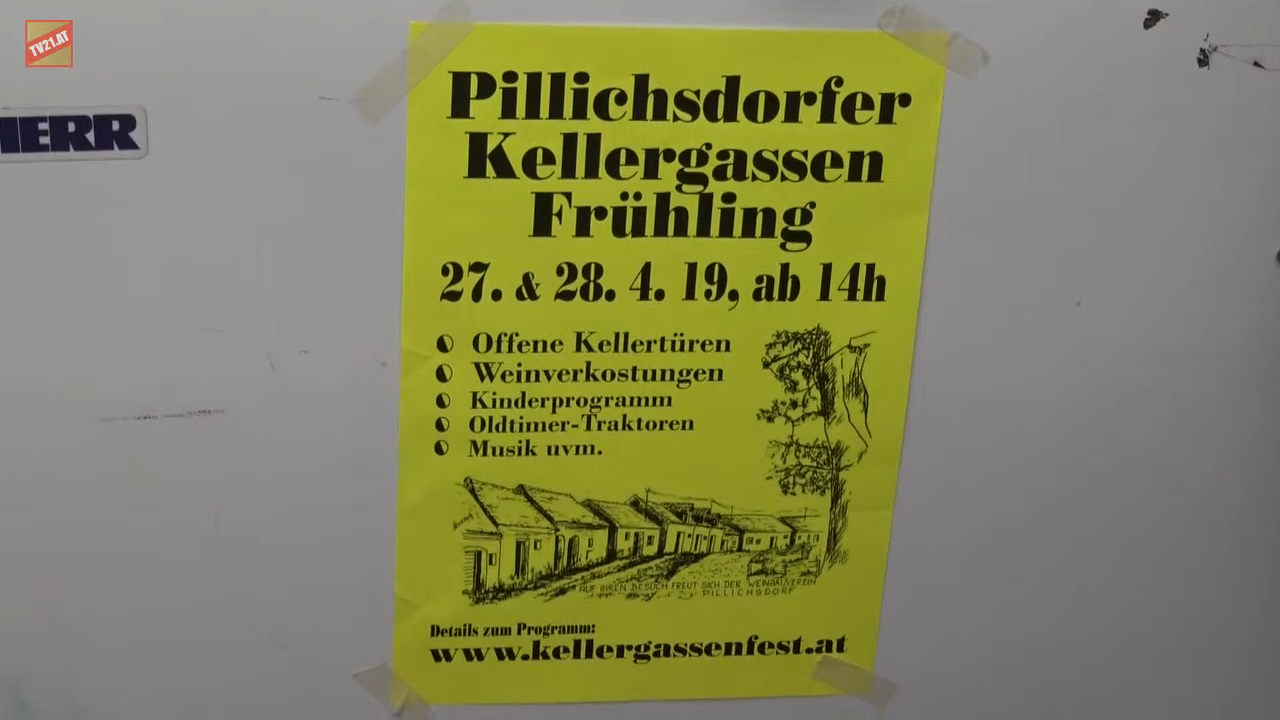 TV21.AT
HERR
Pillichsdorfer
Kellergassen
Frühling
27. & 28. 4. 19, ab 14h
Offene Kellertüren
Weinverkostungen
Kinderprogramm
Oldtimer-Traktoren
Musik uvm.
AUF IHREN BESUCH FREUT SICH DER WEINBAUVEREIN
PILLICHSDORF
Details zum Programm:
www.kellergassenfest.at